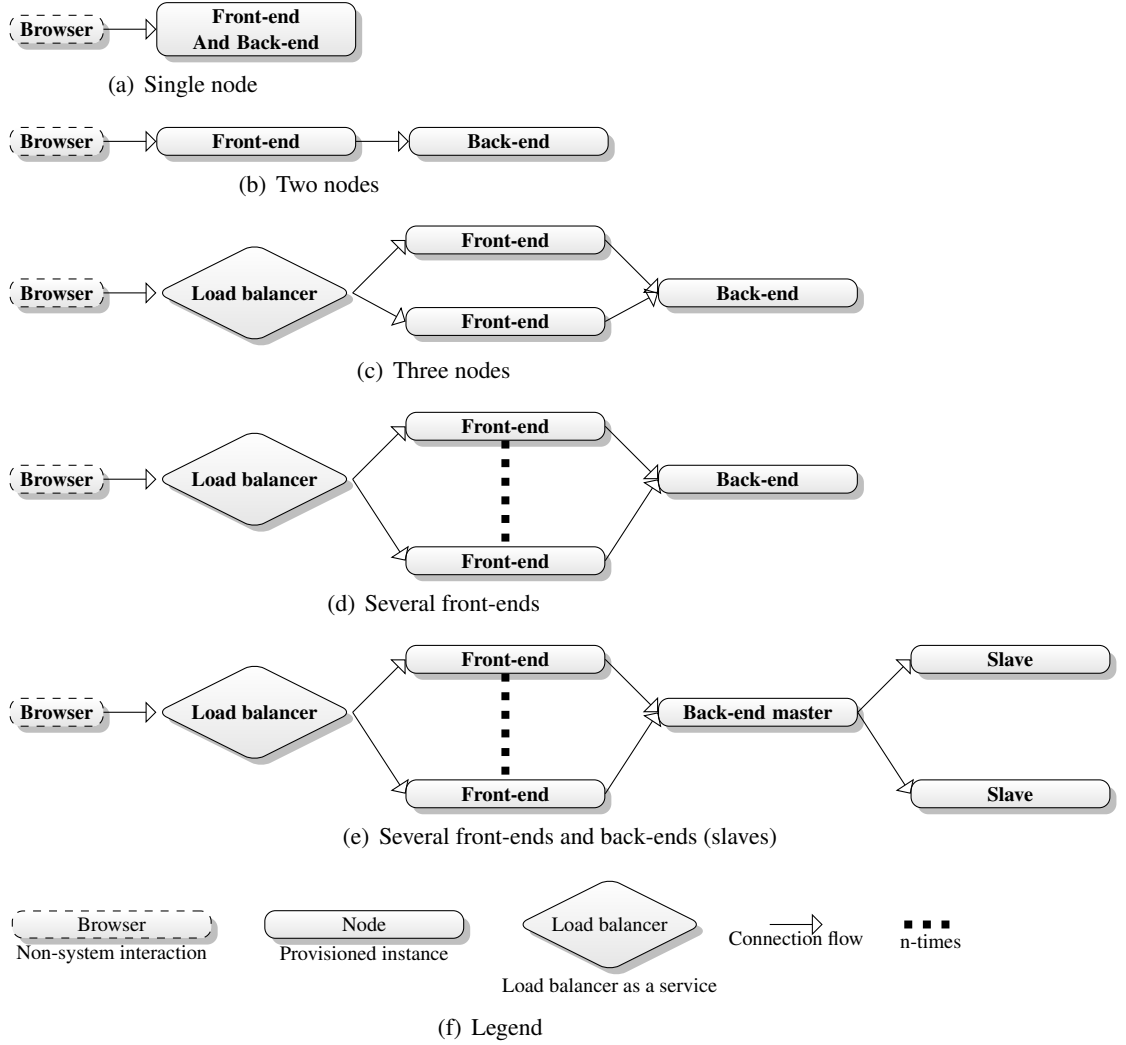 Browser
Front-end
And Back-end
(a) Single node
Browser
Front-end
Back-end
(b) Two nodes
Browser
Load balancer
Front-end
Front-end
Back-end
(c) Three nodes
Browser
Load balancer
Front-end
Front-end
Back-end
(d) Several front-ends
Browser
Load balancer
Front-end
Front-end
Back-end master
Slave
Slave
(e) Several front-ends and back-ends (slaves)
Browser
Non-system interaction
Node
Provisioned instance
Load balancer
Load balancer as a service
Connection flow
n-times
(f) Legend